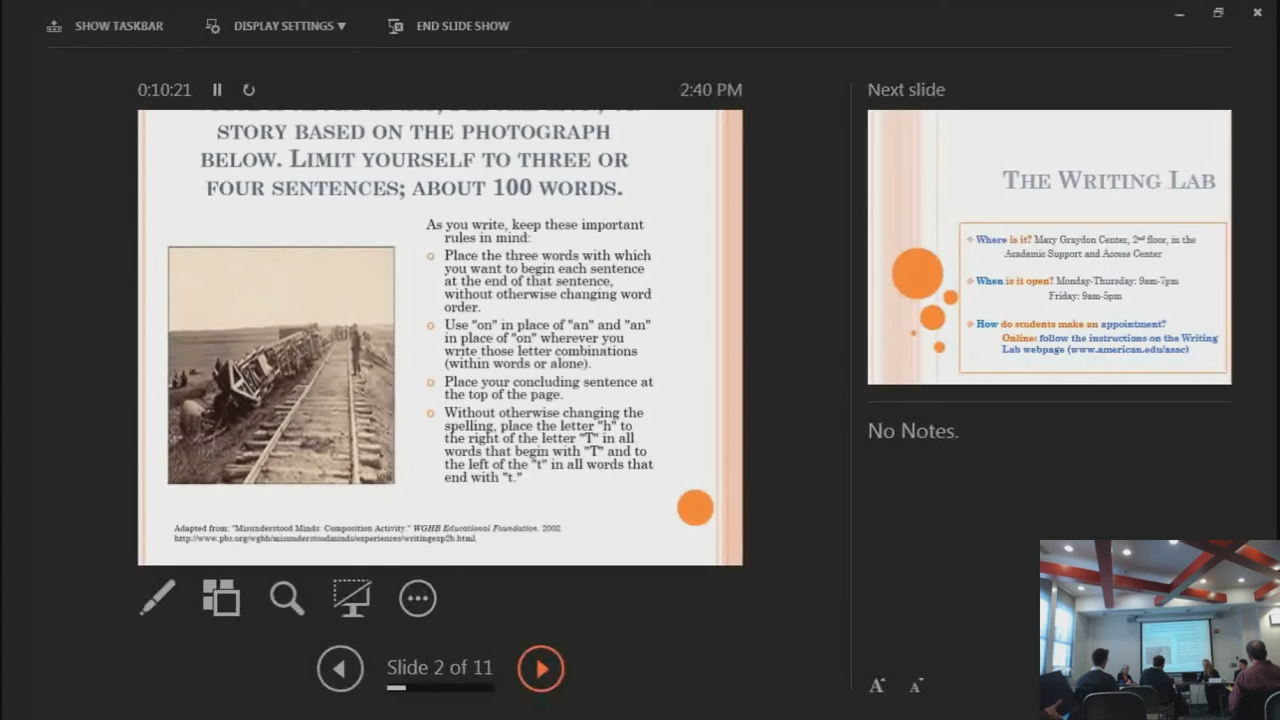 SHOW TASKBAR
DISPLAY SETTINGS ▼
END SLIDE SHOW
0:10:21
2:40 PM
STORY BASED ON THE PHOTOGRAPH
BELOW. LIMIT YOURSELF TO THREE OR
FOUR SENTENCES; ABOUT 100 WORDS.
As you write, keep these important
rules in mind:
Place the three words with which
you want to begin each sentence
at the end of that sentence,
without otherwise changing word
order.
Use "on" in place of "an" and "an"
in place of "on" wherever you
write those letter combinations
(within words or alone).
Place your concluding sentence at
the top of the page.
Without otherwise changing the
spelling, place the letter "h" to
the right of the letter "T" in all
words that begin with "T" and to
the left of the "t" in all words that
end with "t."
Adapted from: "Misunderstood Minds: Composition Activity." WGHB Educational Foundation. 2002.
http://www.pbs.org/wgbh/misunderstoodminds/experiences/writingexp2b.html
Slide 2 of 11
Next slide
THE WRITING LAB
Where is it? Mary Graydon Center, 2nd floor, in the
Academic Support and Access Center
When is it open? Monday-Thursday: 9am-7pm
Friday: 9am-5pm
How do students make an appointment?
Online: follow the instructions on the Writing
Lab webpage (www.american.edu/asac)
No Notes.
A A